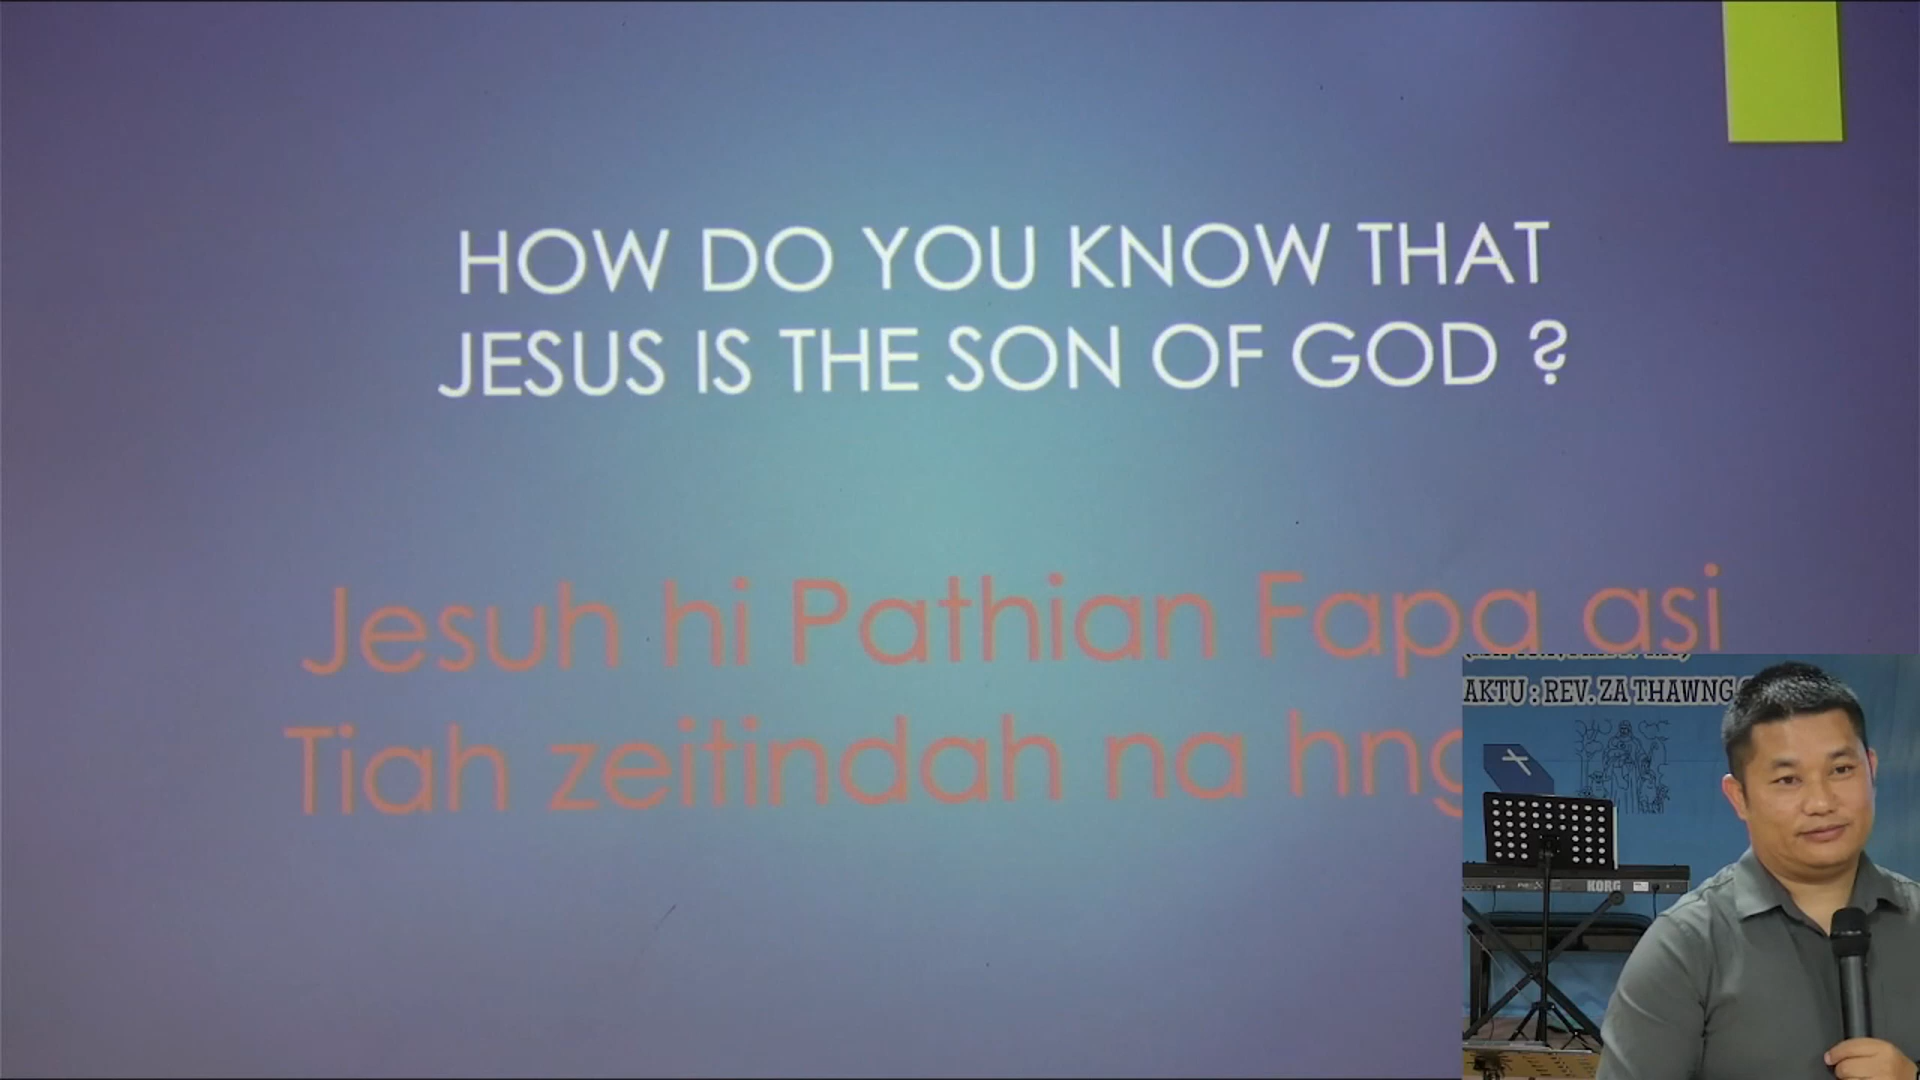 HOW DO YOU KNOW THAT
JESUS IS THE SON OF GOD ?
Jesuh hi Pathian Fapa asi
Tiah zeitindah na
AKTU : REV. ZA THAWNG
KORG